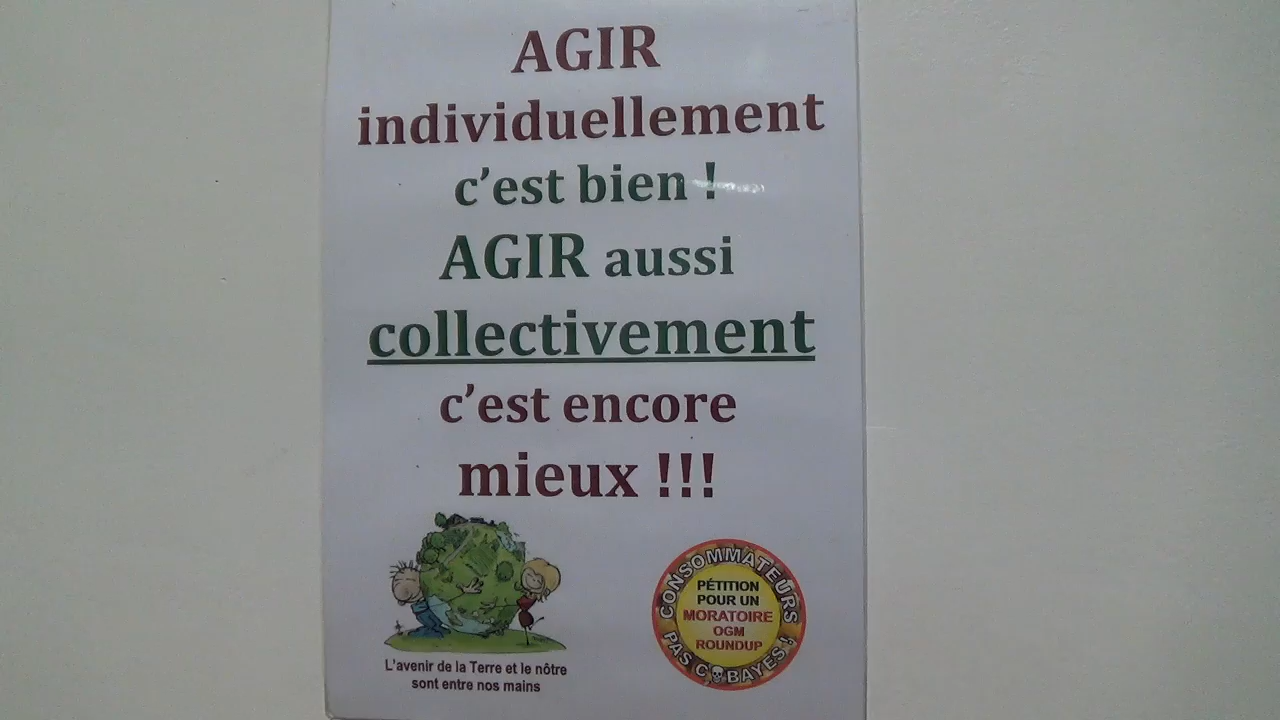 AGIR
individuellement
c'est bien !
AGIR aussi
collectivement
c'est encore
mieux !!!
L'avenir de la Terre et le nôtre
sont entre nos mains
CONSOMMATEURS
PÉTITION
POUR UN
MORATOIRE
OGM
ROUNDUP
PAS COBAYES !